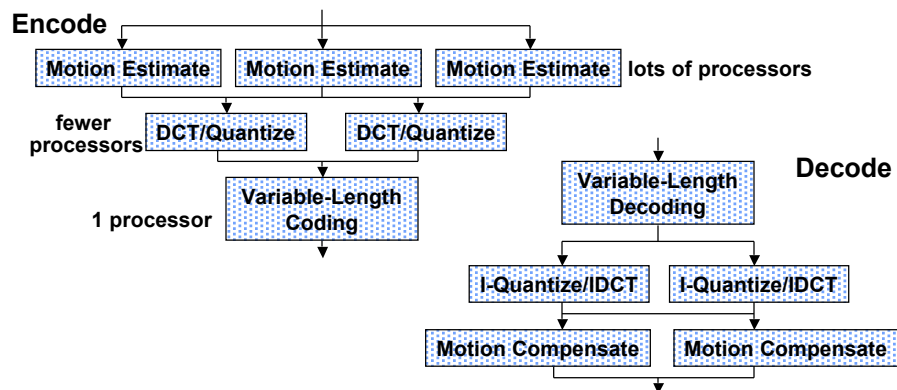 Encode
Motion Estimate
Motion Estimate
Motion Estimate
lots of processors
fewer
processors
DCT/Quantize
DCT/Quantize
1 processor
Variable-Length
Coding
Decode
Variable-Length
Decoding
I-Quantize/IDCT
I-Quantize/IDCT
Motion Compensate
Motion Compensate